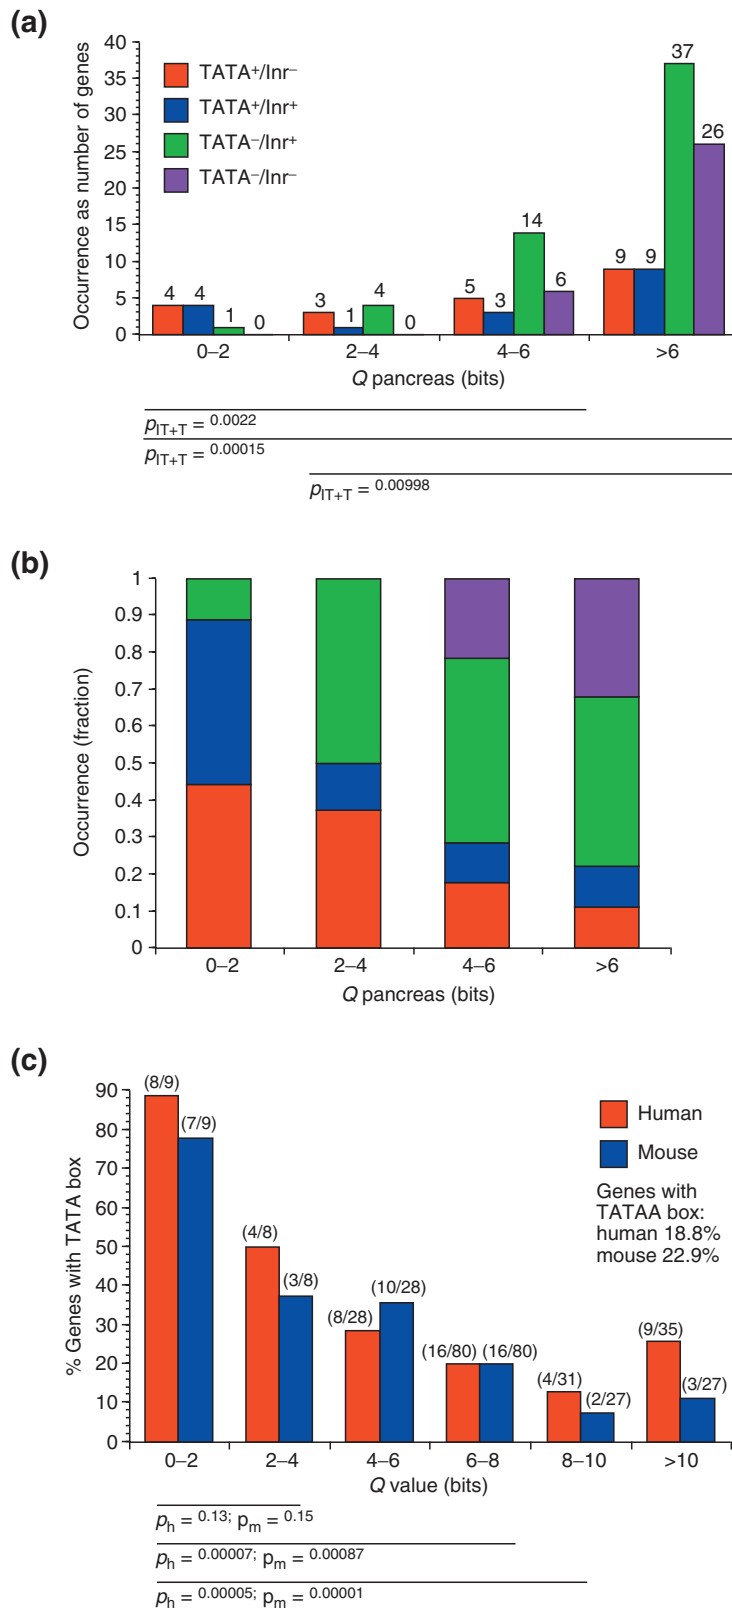 (a)
Occurrence as number of genes
40
35
30
25
20
15
10
5
0
TATA+/Inr–
TATA+/Inr+
TATA–/Inr+
TATA–/Inr–
4 4 1 0
3 1 4 0
5 3 14 6
9 9 37 26
0–2 2–4 4–6 >6
Q pancreas (bits)
pIT+T = 0.0022
pIT+T = 0.00015
pIT+T = 0.00998
(b)
Occurrence (fraction)
1
0.9
0.8
0.7
0.6
0.5
0.4
0.3
0.2
0.1
0
0–2 2–4 4–6 >6
Q pancreas (bits)
(c)
% Genes with TATA box
90
80
70
60
50
40
30
20
10
0
(8/9) (7/9)
(4/8) (3/8)
(8/28) (10/28)
(16/80) (16/80)
(4/31) (2/27)
(9/35) (3/27)
Human
Mouse
Genes with
TATAA box:
human 18.8%
mouse 22.9%
0–2 2–4 4–6 6–8 8–10 >10
Q value (bits)
ph = 0.13; pm = 0.15
ph = 0.00007; pm = 0.00087
ph = 0.00005; pm = 0.00001